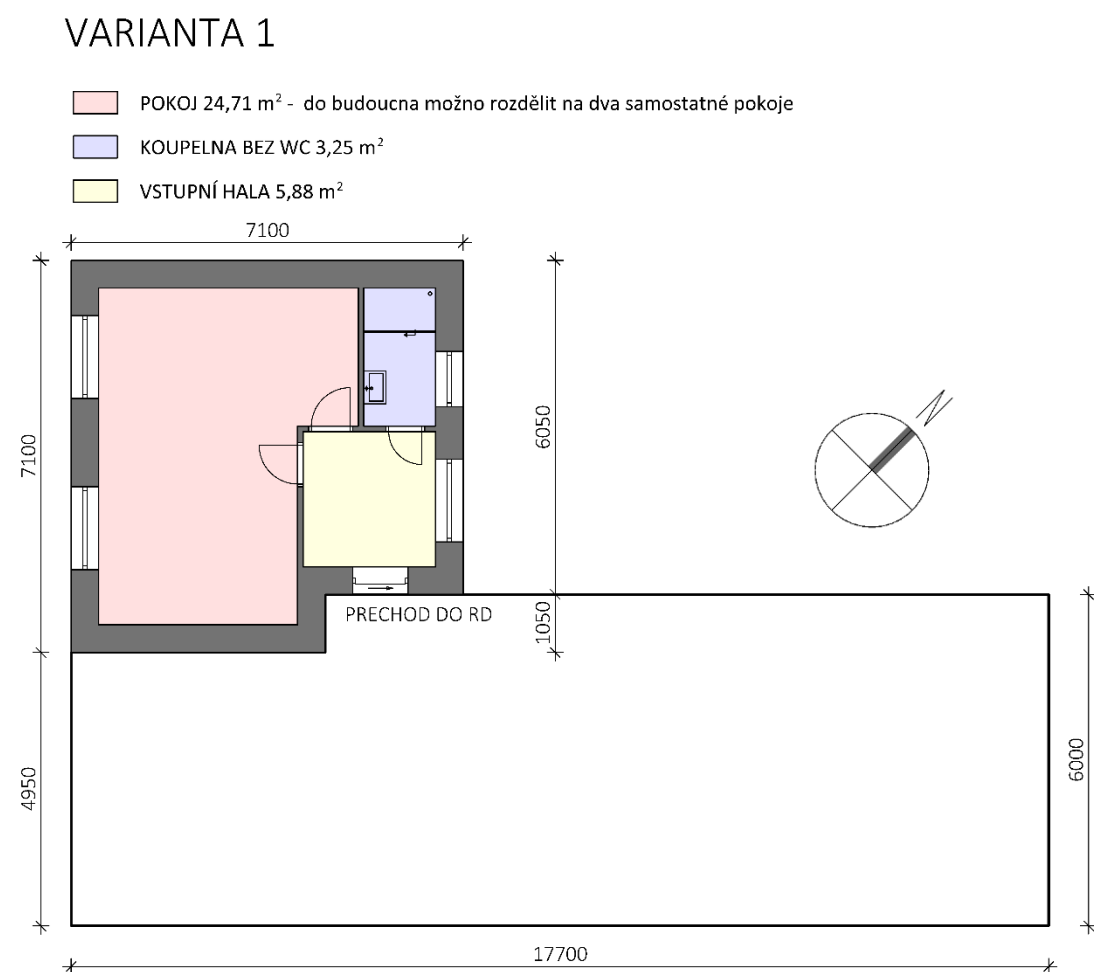 VARIANTA 1
POKOJ 24,71 m² - do budoucna možno rozdělit na dva samostatné pokoje
KOUPELNA BEZ WC 3,25 m²
VSTUPNÍ HALA 5,88 m²
7100
7100
6050
N
PRECHOD DO RD
1050
4950
6000
17700